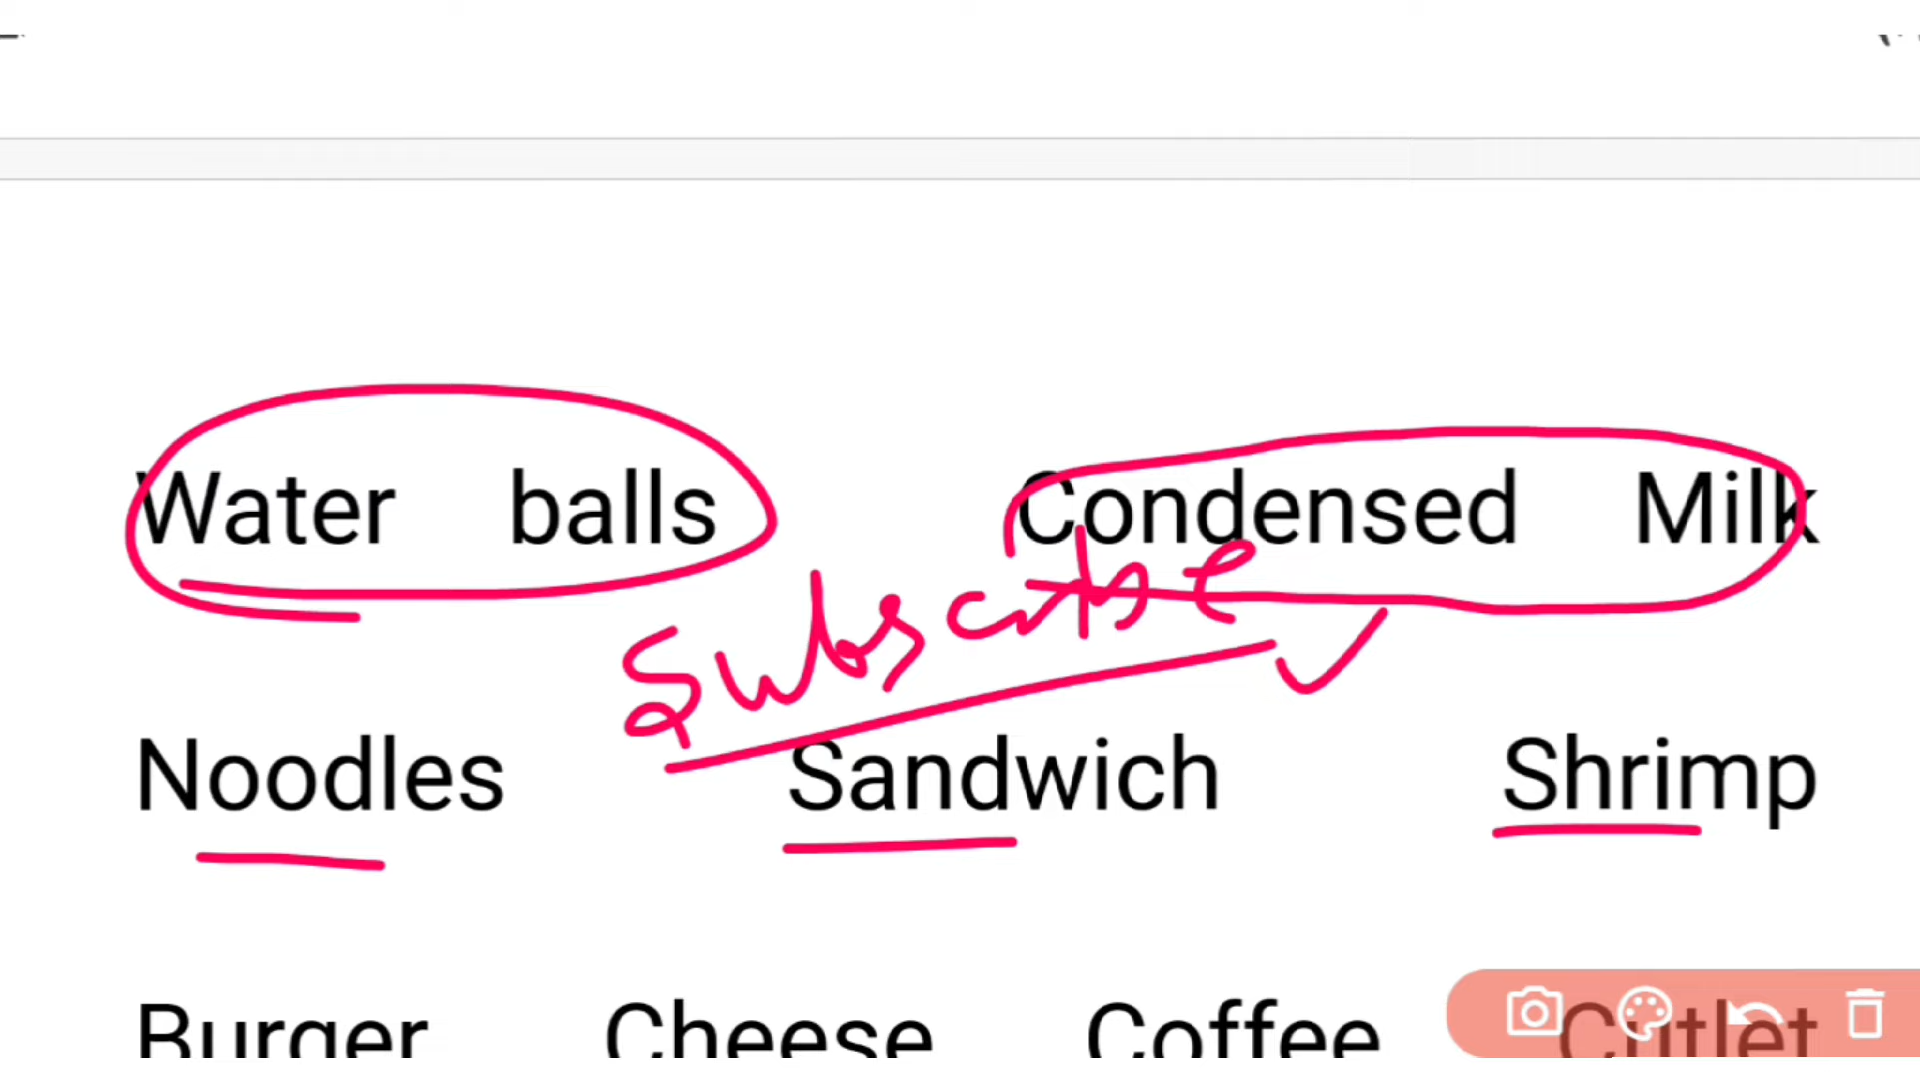 Water balls Condensed Milk
Subscribe
Noodles Sandwich Shrimp
Burger Cheese Coffee Cutlet